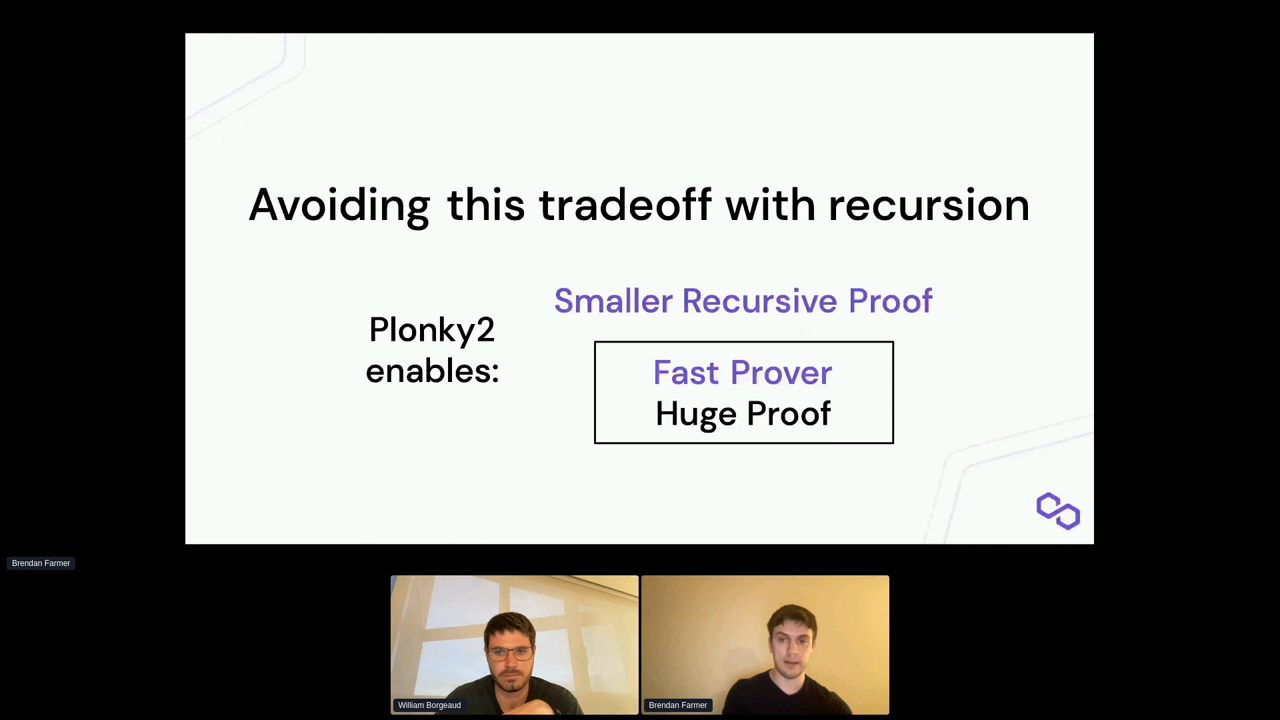 Avoiding this tradeoff with recursion
Plonky2
enables:
Smaller Recursive Proof
Fast Prover
Huge Proof
Brendan Farmer
William Borgeaud
Brendan Farmer